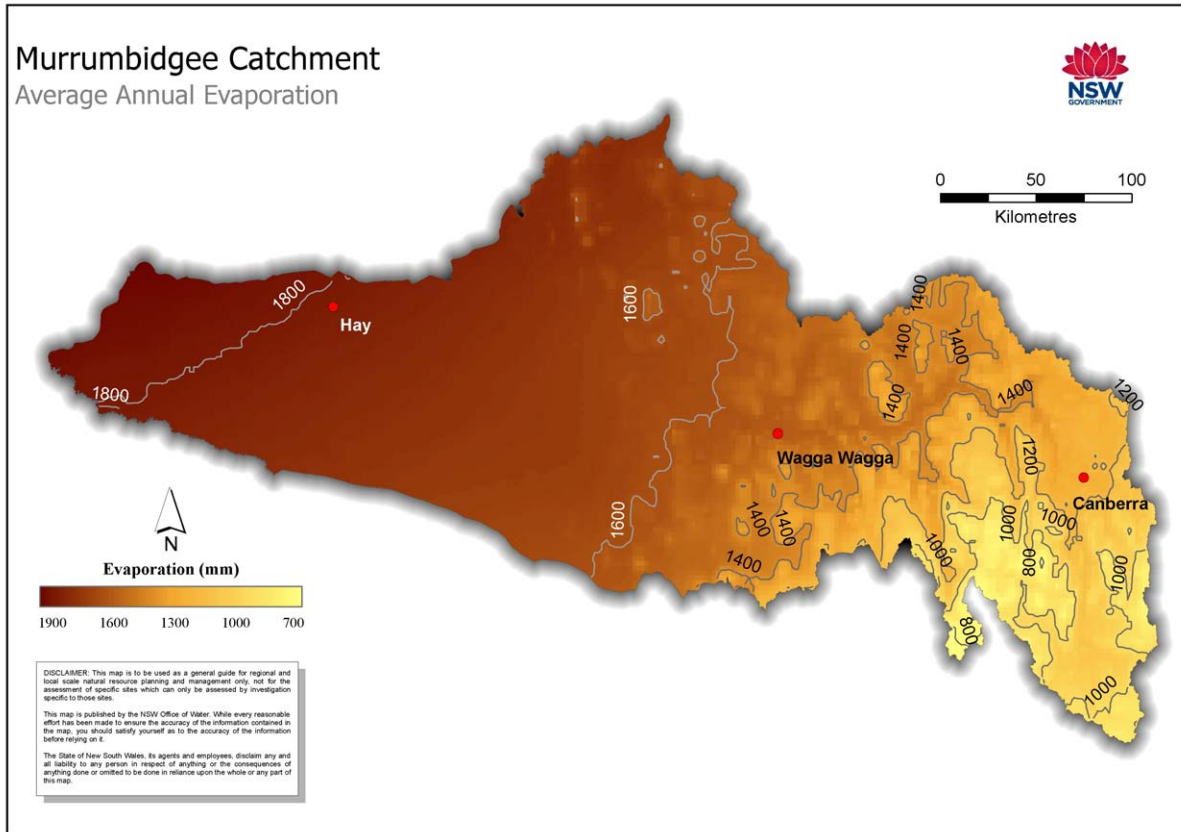 Murrumbidgee Catchment
Average Annual Evaporation
NSW
GOVERNMENT
0 50 100
Kilometres
1800
Hay
1800
1600
1600
1400
1400
1400
1400
1400
1200
Wagga Wagga
1200
Canberra
1400
1400
1400
1000
1000
1000
800
1000
800
1000
N
Evaporation (mm)
1900 1600 1300 1000 700
DISCLAIMER: This map is to be used as a general guide for regional and
local scale natural resource planning and management only, not for the
assessment of specific sites which can only be assessed by investigation
specific to those sites.
This map is published by the NSW Office of Water. While every reasonable
effort has been made to ensure the accuracy of the information contained in
the map, you should satisfy yourself as to the accuracy of the information
before relying on it.
The State of New South Wales, its agents and employees, disclaim any and
all liability to any person in respect of anything or the consequences of
anything done or omitted to be done in reliance upon the whole or any part of
this map.